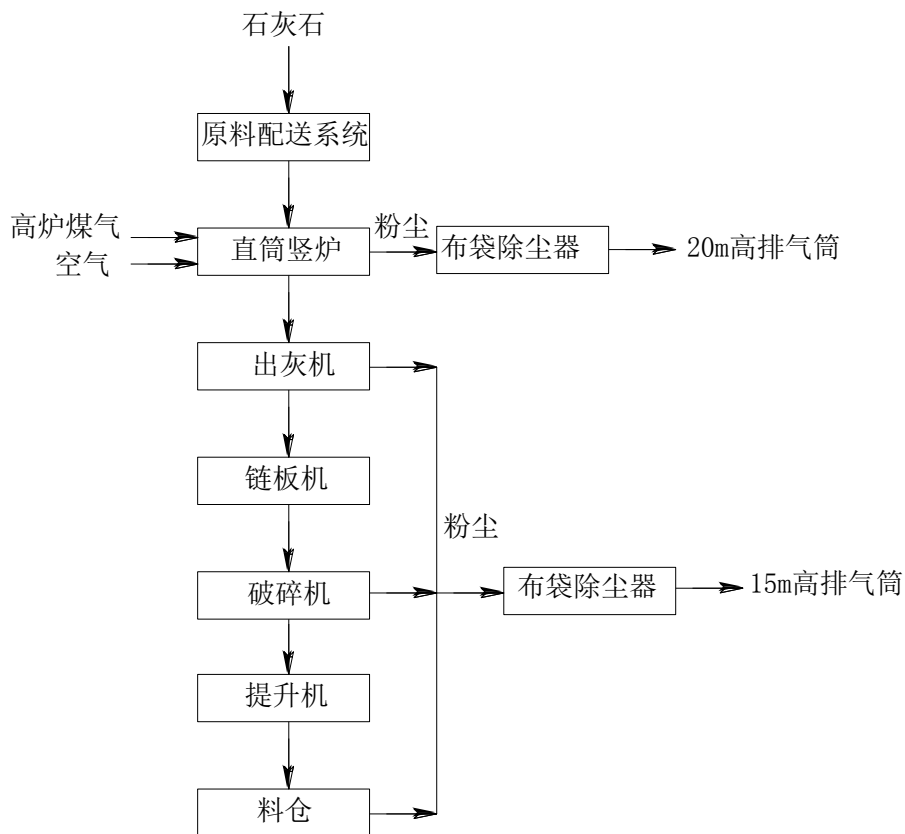 石灰石
原料配送系统
高炉煤气
空气
直筒竖炉
粉尘
布袋除尘器
20m高排气筒
出灰机
链板机
粉尘
破碎机
布袋除尘器
15m高排气筒
提升机
料仓